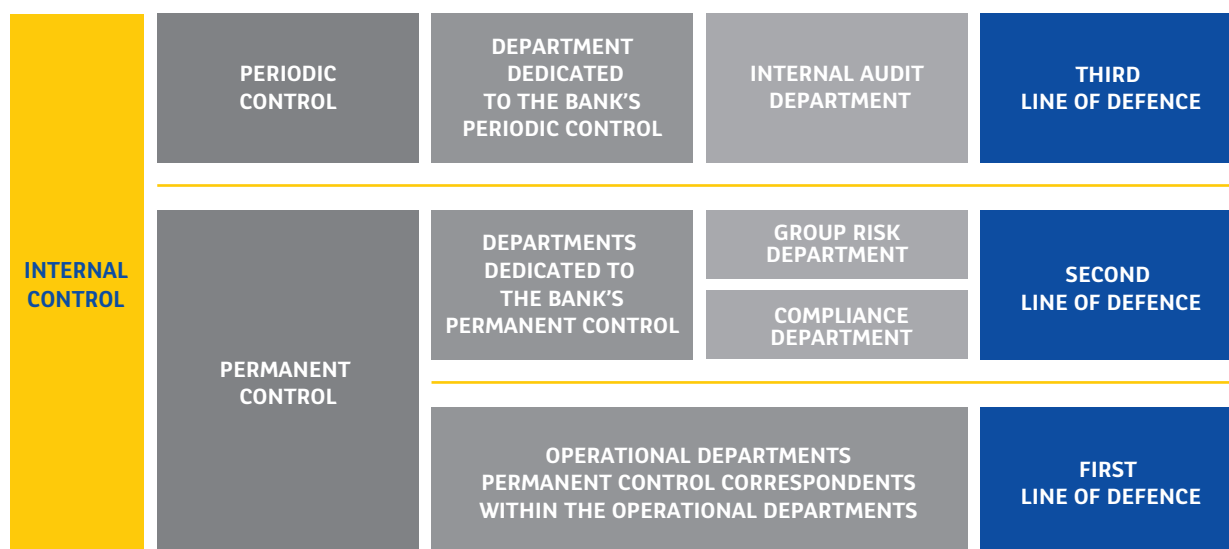 INTERNAL
CONTROL
PERIODIC
CONTROL
DEPARTMENT
DEDICATED
TO THE BANK'S
PERIODIC CONTROL
INTERNAL AUDIT
DEPARTMENT
THIRD
LINE OF DEFENCE
PERMANENT
CONTROL
DEPARTMENTS
DEDICATED TO
THE BANK'S
PERMANENT CONTROL
GROUP RISK
DEPARTMENT
COMPLIANCE
DEPARTMENT
SECOND
LINE OF DEFENCE
OPERATIONAL DEPARTMENTS
PERMANENT CONTROL CORRESPONDENTS
WITHIN THE OPERATIONAL DEPARTMENTS
FIRST
LINE OF DEFENCE